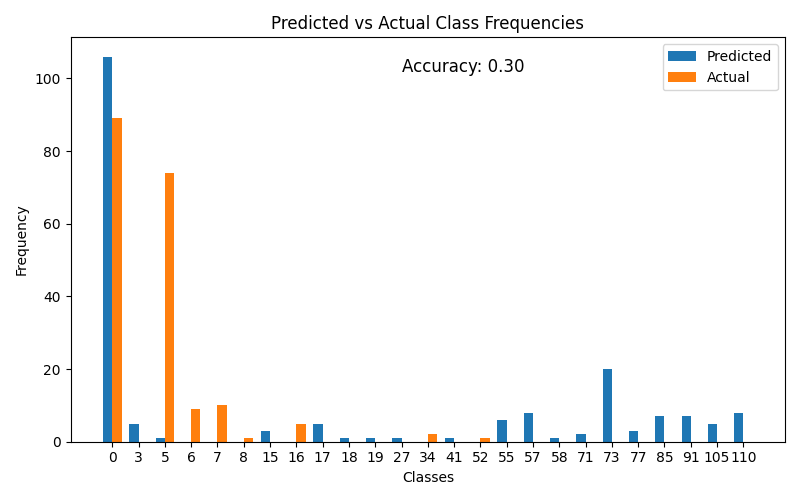 Predicted vs Actual Class Frequencies
Accuracy: 0.30
Predicted
Actual
Frequency
100
80
60
40
20
0
0 3 5 6 7 8 15 16 17 18 19 27 34 41 52 55 57 58 71 73 77 85 91 105 110
Classes